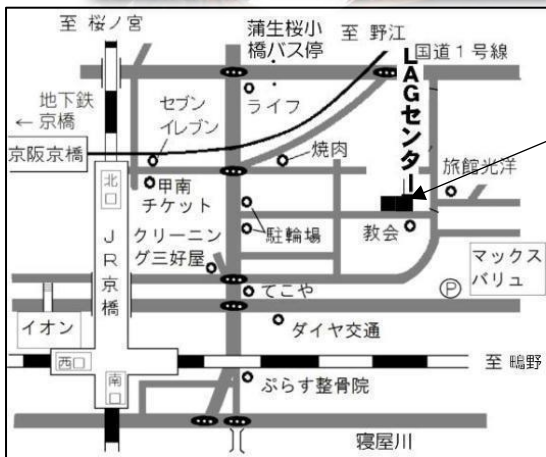 至 桜ノ宮
蒲生桜小
橋バス停
至 野江
国道1号線
LAGセンター
地下鉄
← 京橋
京阪京橋
セブン
イレブン
ライフ
焼肉
旅館光洋
北口
甲南
チケット
駐輪場
教会
JR京橋
クリーニン
グ三好屋
マックス
バリュ
てこや
P
イオン
ダイヤ交通
西口
至 鴫野
南口
ぷらす整骨院
寝屋川